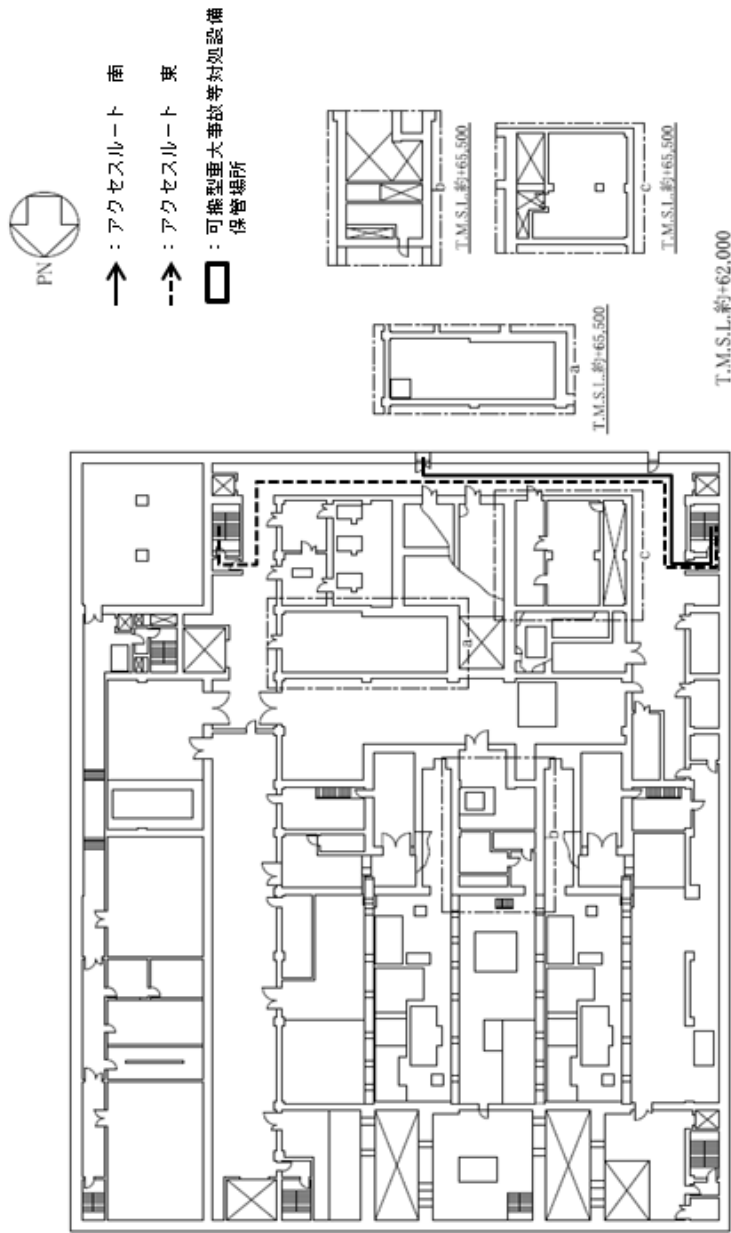 PN
：アクセスルート 南
：アクセスルート 東
：可搬型重大事故等対処設備
保管場所
b
T.M.S.L.約+65,500
c
T.M.S.L.約+65,500
a
T.M.S.L.約+65,500
T.M.S.L.約+62,000
a
b
c